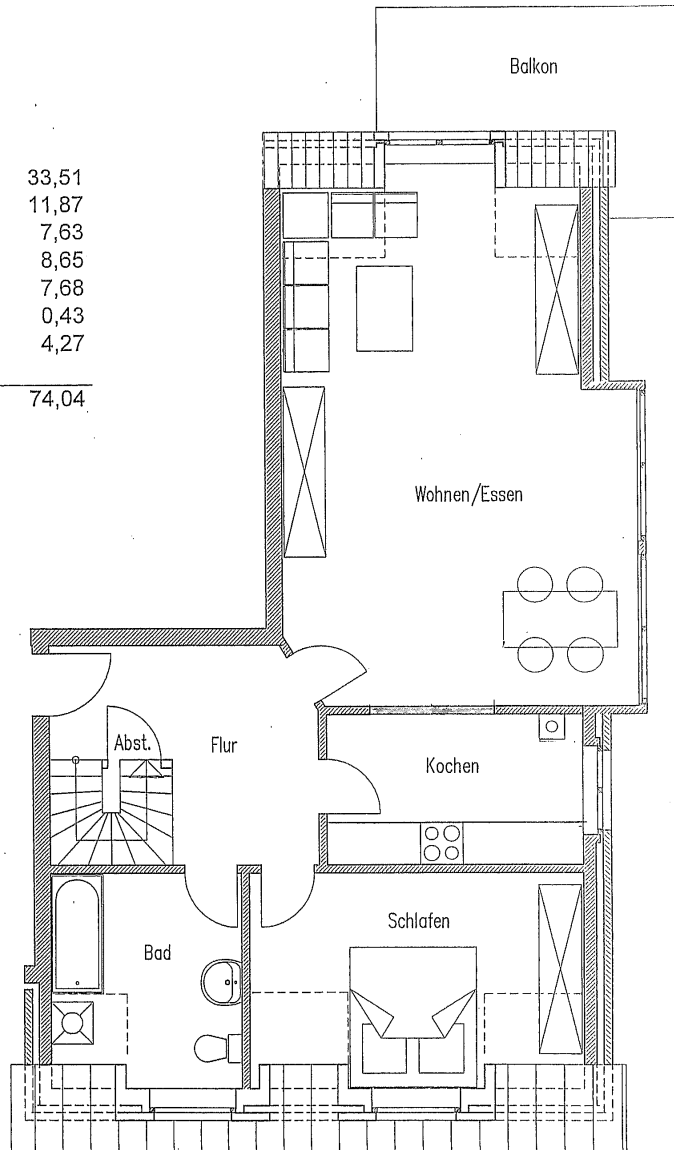 Balkon
33,51
11,87
7,63
8,65
7,68
0,43
4,27
74,04
Wohnen/Essen
Abst.
Flur
Kochen
Schlafen
Bad